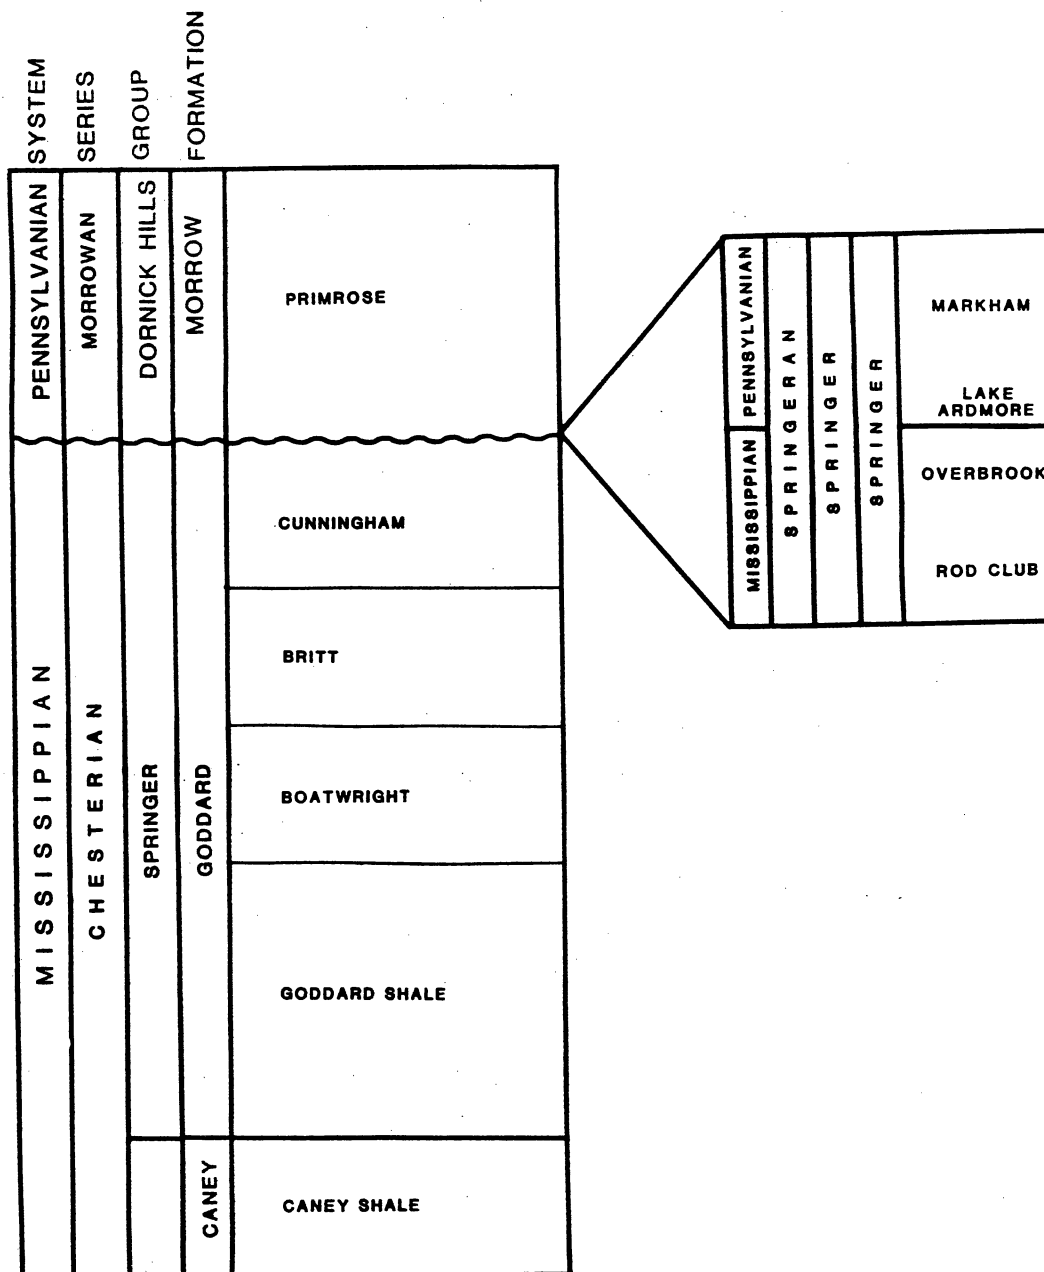 SYSTEM
SERIES
GROUP
FORMATION
PENNSYLVANIAN
MORROWAN
DORNICK HILLS
MORROW
PRIMROSE
MISSISSIPPIAN
CHESTERIAN
SPRINGER
GODDARD
CUNNINGHAM
BRITT
BOATWRIGHT
GODDARD SHALE
CANEY
CANEY SHALE
PENNSYLVANIAN
MISSISSIPPIAN
SPRINGERAN
SPRINGER
SPRINGER
MARKHAM
LAKE
ARDMORE
OVERBROOK
ROD CLUB